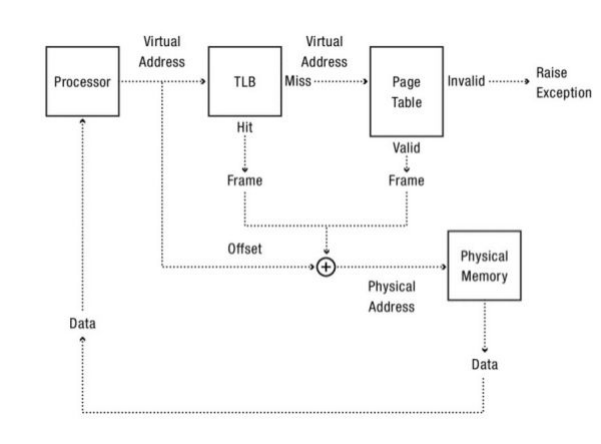 Virtual
Address
Virtual
Address
Processor
TLB
Miss
Page
Table
Invalid
Raise
Exception
Hit
Valid
Frame
Frame
Offset
Physical
Memory
Physical
Address
Data
Data